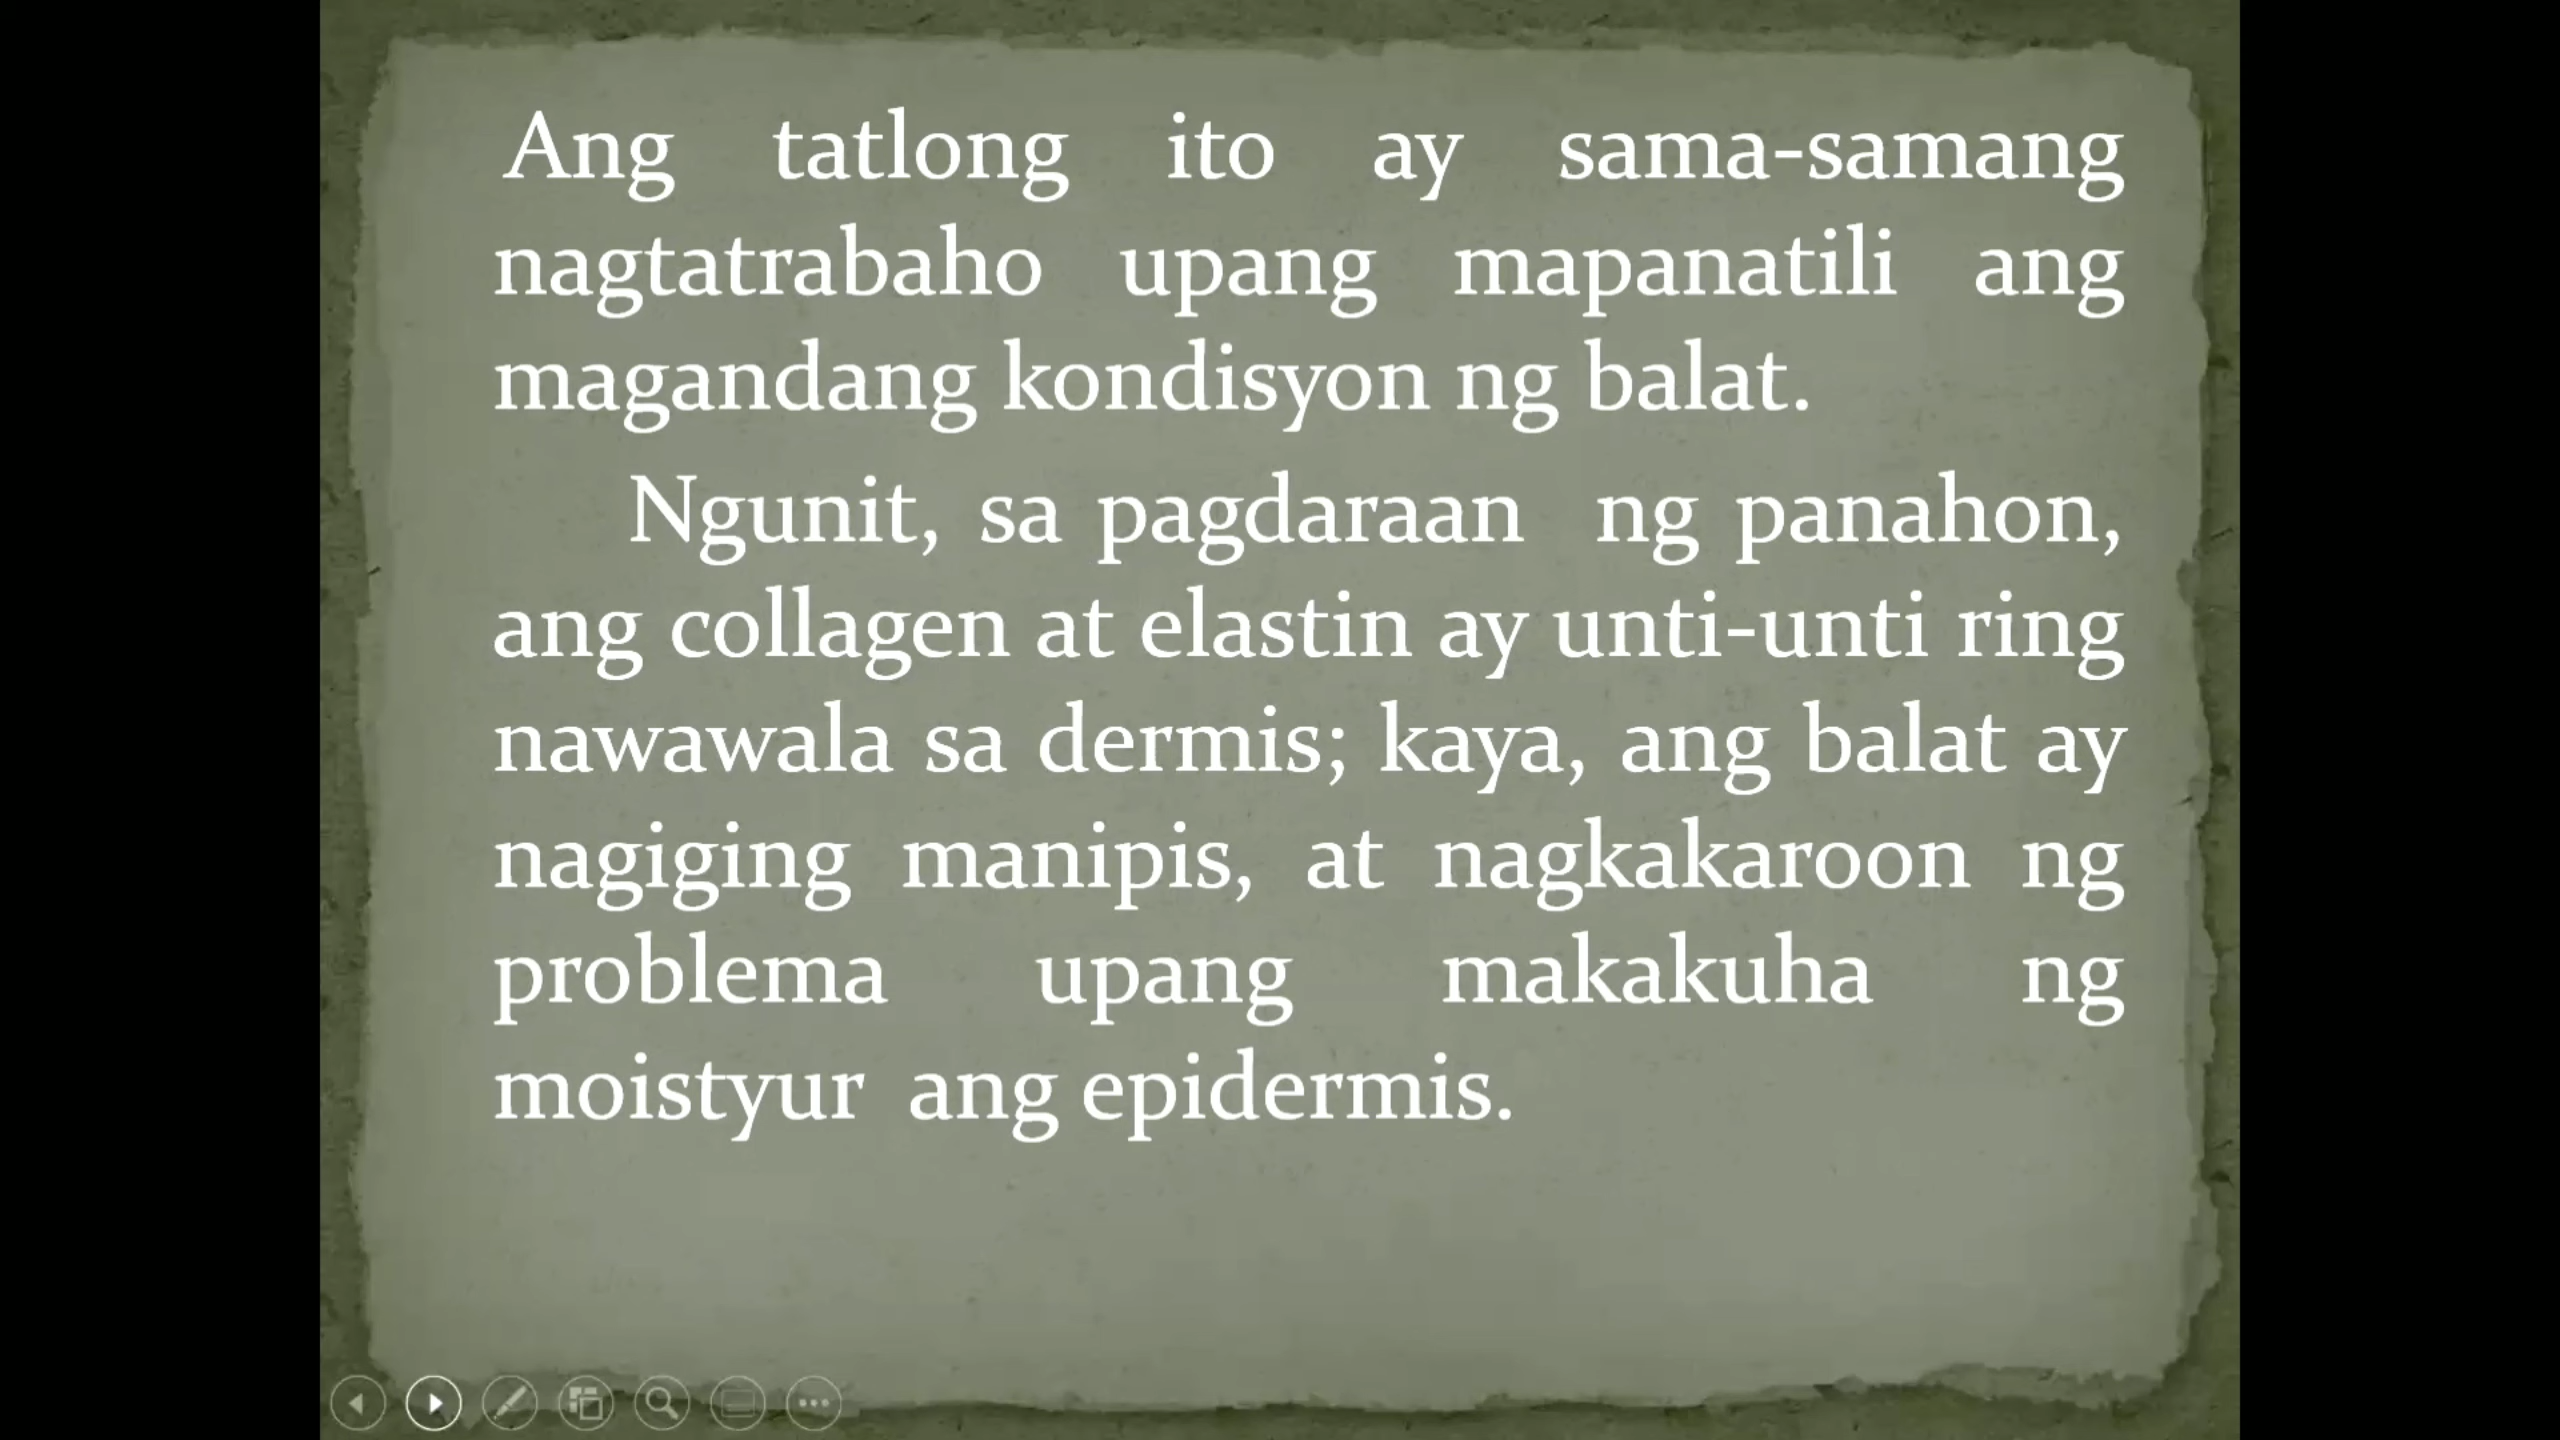 Ang tatlong ito ay sama-samang
nagtatrabaho upang mapanatili ang
magandang kondisyon ng balat.
Ngunit, sa pagdaraan ng panahon,
ang collagen at elastin ay unti-unti ring
nawawala sa dermis; kaya, ang balat ay
nagiging manipis, at nagkakaroon ng
problema upang makakuha ng
moistyur ang epidermis.